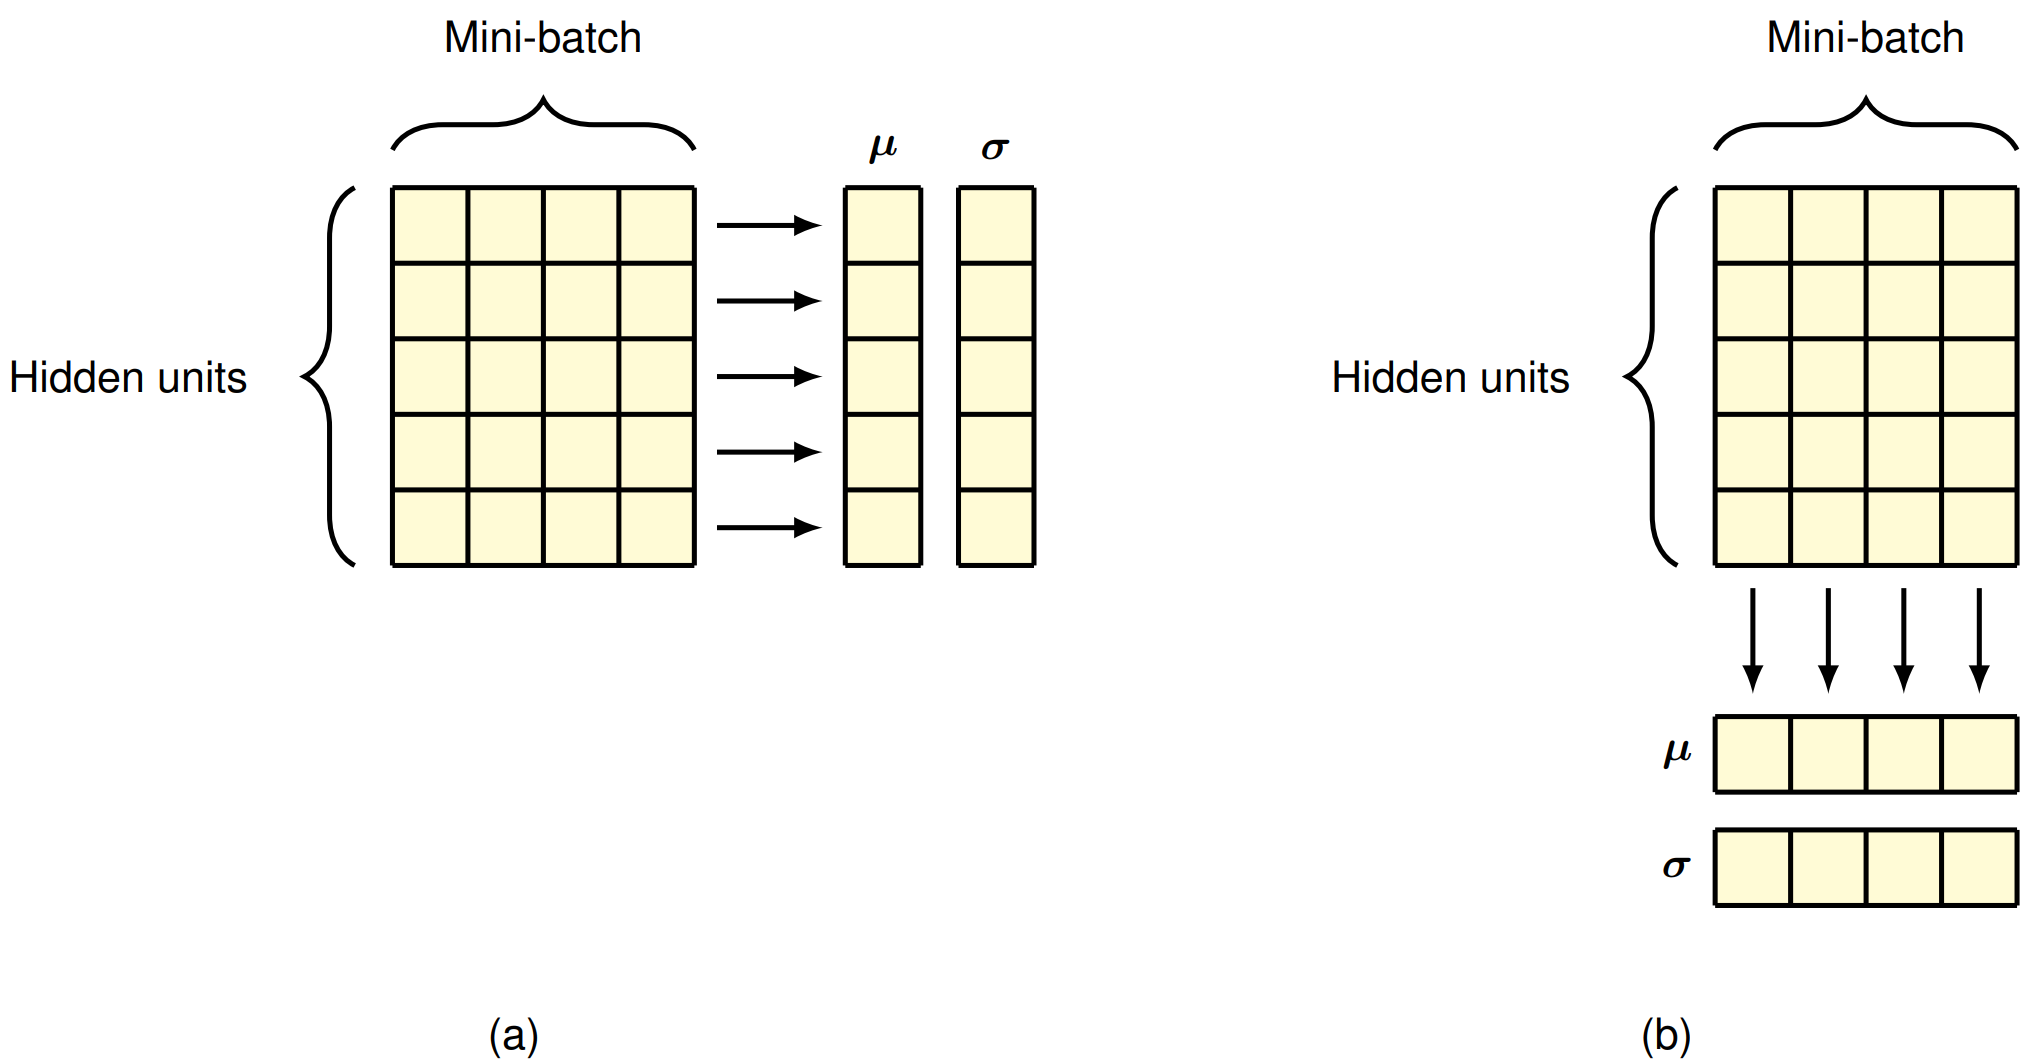 Mini-batch
μ σ
Hidden units
(a)
Mini-batch
Hidden units
μ
σ
(b)